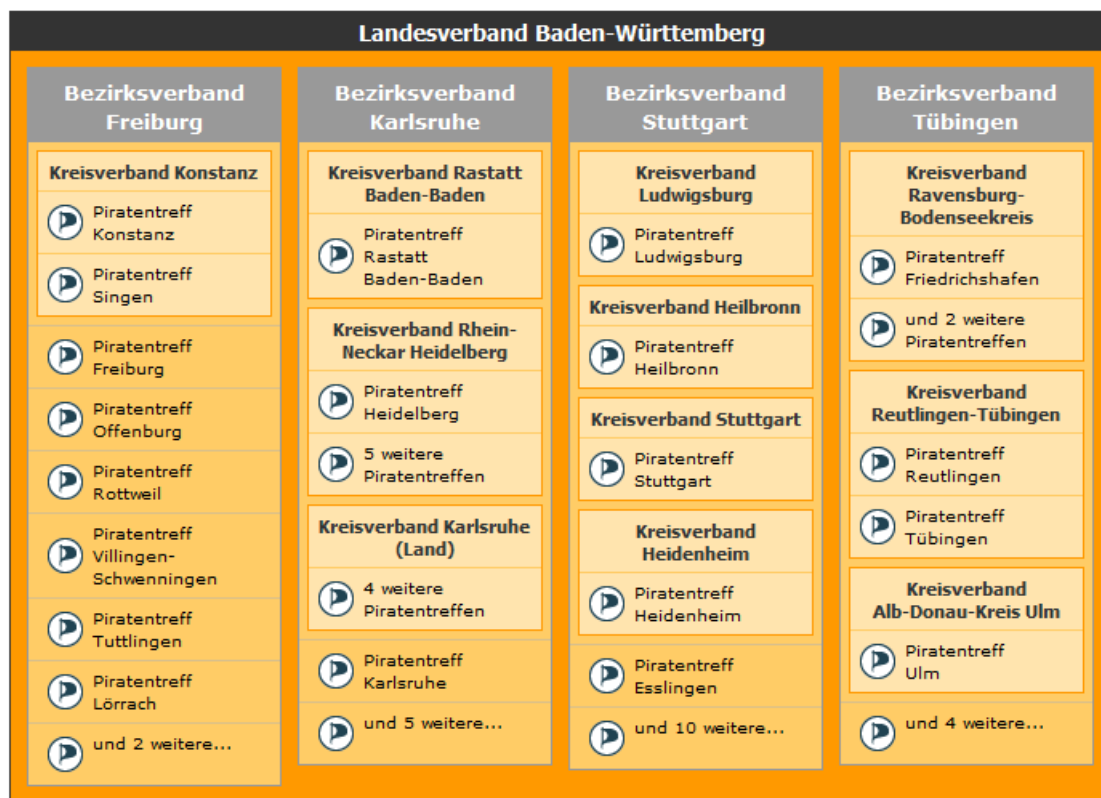 Landesverband Baden-Württemberg
Bezirksverband
Freiburg
Kreisverband Konstanz
Piratentreff
Konstanz
Piratentreff
Singen
Piratentreff
Freiburg
Piratentreff
Offenburg
Piratentreff
Rottweil
Piratentreff
Villingen-
Schwenningen
Piratentreff
Tuttlingen
Piratentreff
Lörrach
und 2 weitere...
Bezirksverband
Karlsruhe
Kreisverband Rastatt
Baden-Baden
Piratentreff
Rastatt
Baden-Baden
Kreisverband Rhein-
Neckar Heidelberg
Piratentreff
Heidelberg
5 weitere
Piratentreffen
Kreisverband Karlsruhe
(Land)
4 weitere
Piratentreffen
Piratentreff
Karlsruhe
und 5 weitere...
Bezirksverband
Stuttgart
Kreisverband
Ludwigsburg
Piratentreff
Ludwigsburg
Kreisverband Heilbronn
Piratentreff
Heilbronn
Kreisverband Stuttgart
Piratentreff
Stuttgart
Kreisverband
Heidenheim
Piratentreff
Heidenheim
Piratentreff
Esslingen
und 10 weitere...
Bezirksverband
Tübingen
Kreisverband
Ravensburg-
Bodenseekreis
Piratentreff
Friedrichshafen
und 2 weitere
Piratentreffen
Kreisverband
Reutlingen-Tübingen
Piratentreff
Reutlingen
Piratentreff
Tübingen
Kreisverband
Alb-Donau-Kreis Ulm
Piratentreff
Ulm
und 4 weitere...